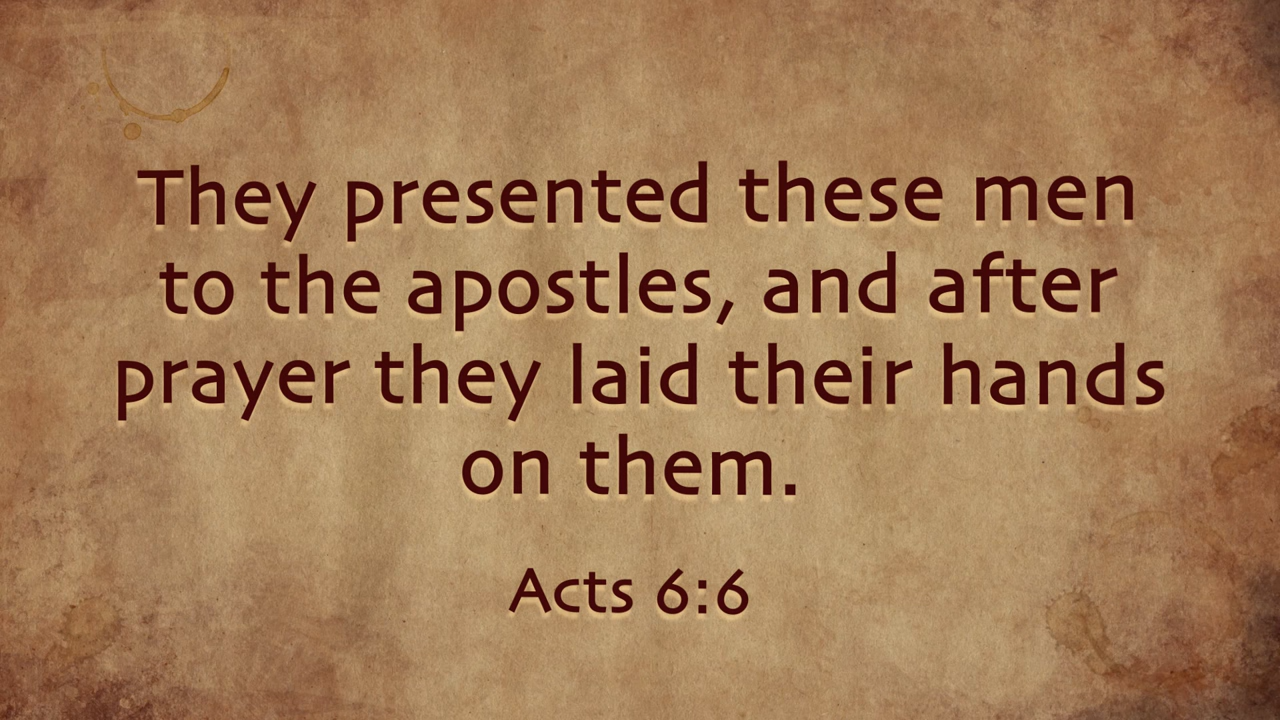 They presented these men
to the apostles, and after
prayer they laid their hands
on them.
Acts 6:6